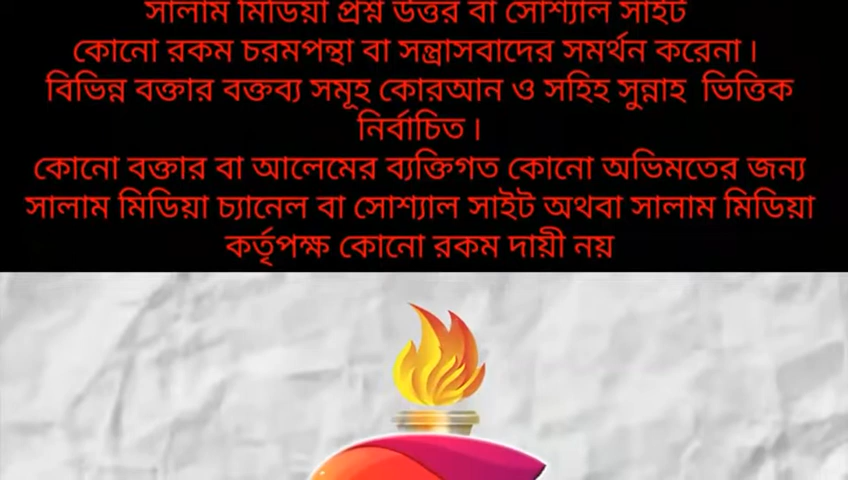 সালাম মিডিয়া প্রশ্ন উত্তর বা সোশ্যাল সাইট
কোনো রকম চরমপন্থা বা সন্ত্রাসবাদের সমর্থন করেনা।
বিভিন্ন বক্তার বক্তব্য সমূহ কোরআন ও সহিহ সুন্নাহ ভিত্তিক
নির্বাচিত।
কোনো বক্তার বা আলেমের ব্যক্তিগত কোনো অভিমতের জন্য
সালাম মিডিয়া চ্যানেল বা সোশ্যাল সাইট অথবা সালাম মিডিয়া
কর্তৃপক্ষ কোনো রকম দায়ী নয়